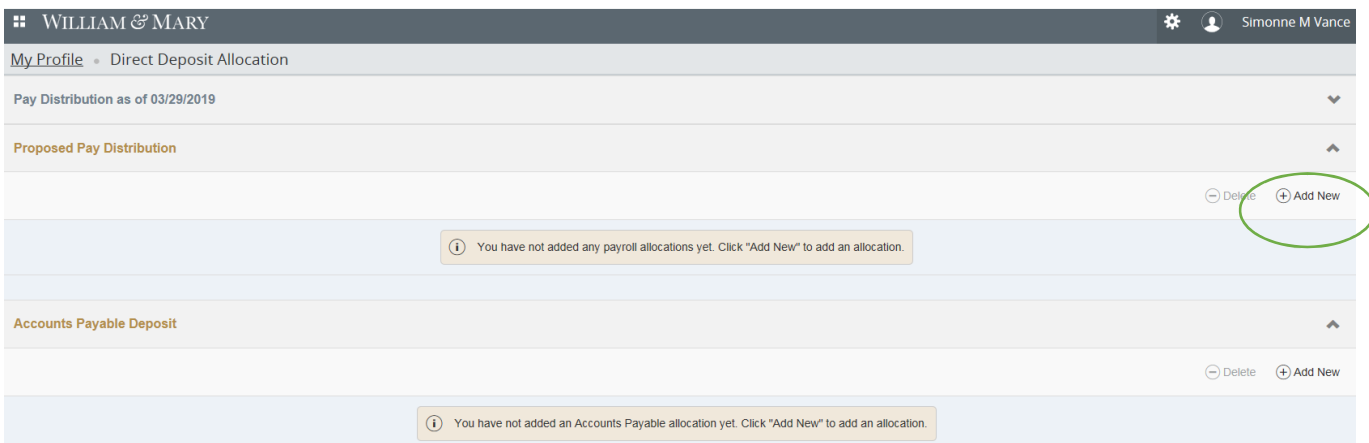 WILLIAM & MARY Simonne M Vance
My Profile • Direct Deposit Allocation
Pay Distribution as of 03/29/2019
Proposed Pay Distribution
Delete Add New
You have not added any payroll allocations yet. Click "Add New" to add an allocation.
Accounts Payable Deposit
Delete Add New
You have not added an Accounts Payable allocation yet. Click "Add New" to add an allocation.